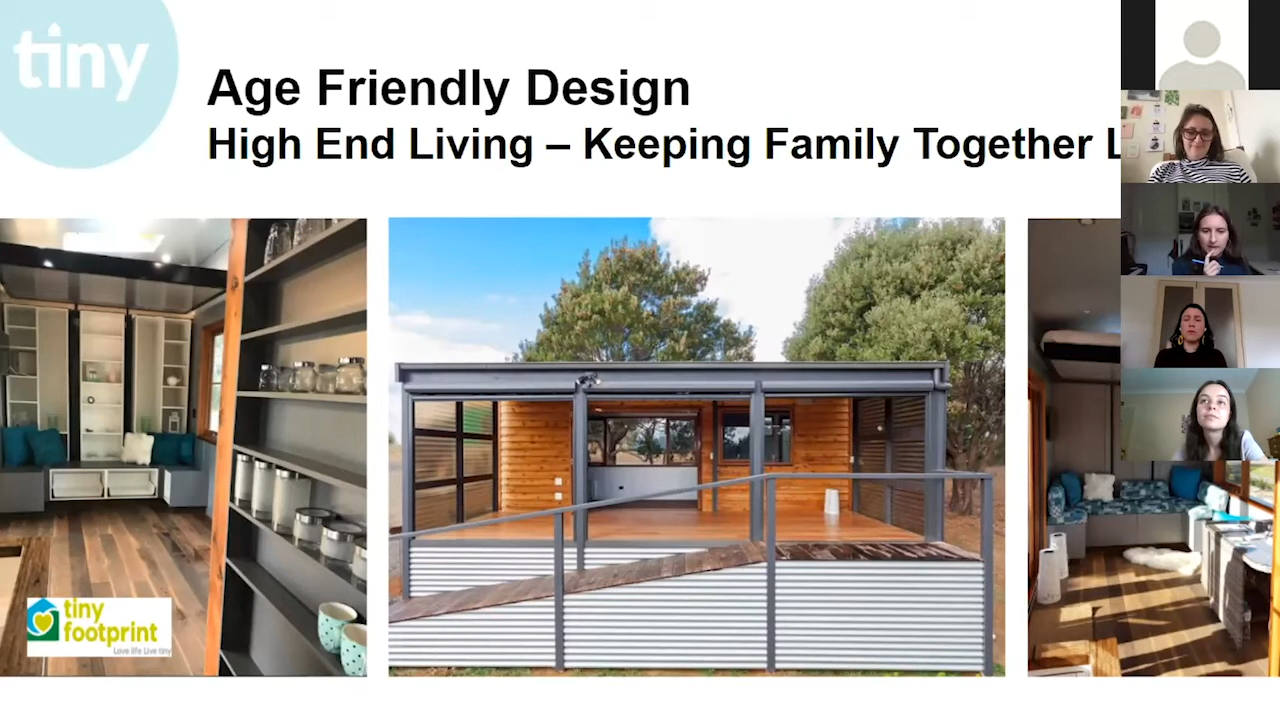 tiny
Age Friendly Design
High End Living – Keeping Family Together L
tiny
footprint
Love life Live tiny